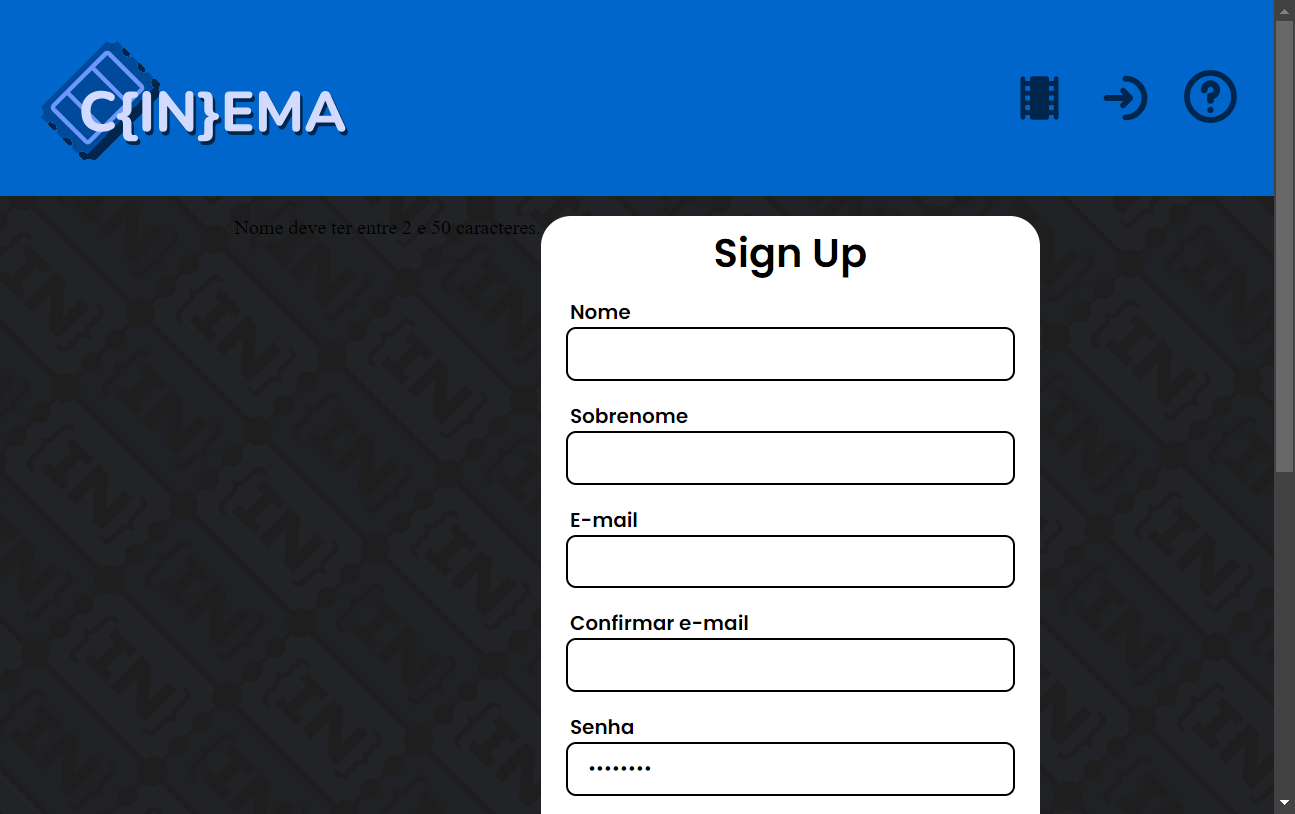 C{IN}EMA
Nome deve ter entre 2 e 50 caracteres.
Sign Up
Nome
Sobrenome
E-mail
Confirmar e-mail
Senha